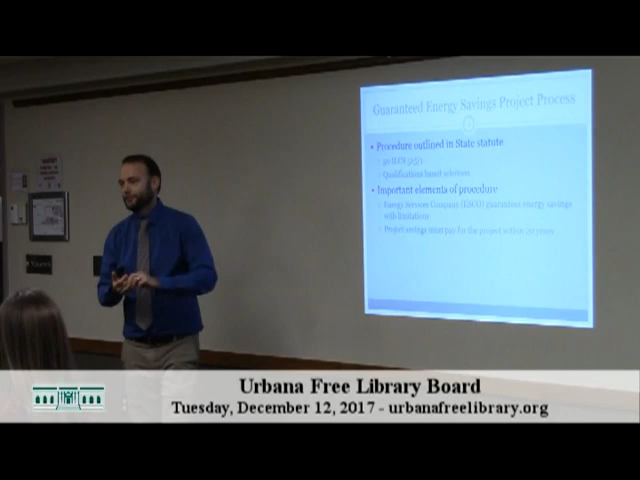 Guaranteed Energy Savings Project Process
• Procedure outlined in State statute
Qualifications based selection
• Important elements of procedure
Energy Services Company (ESCO) guarantees energy savings
with limitations
Project savings must pay for the project within 20 years
Urbana Free Library Board
Tuesday, December 12, 2017 - urbanafreelibrary.org